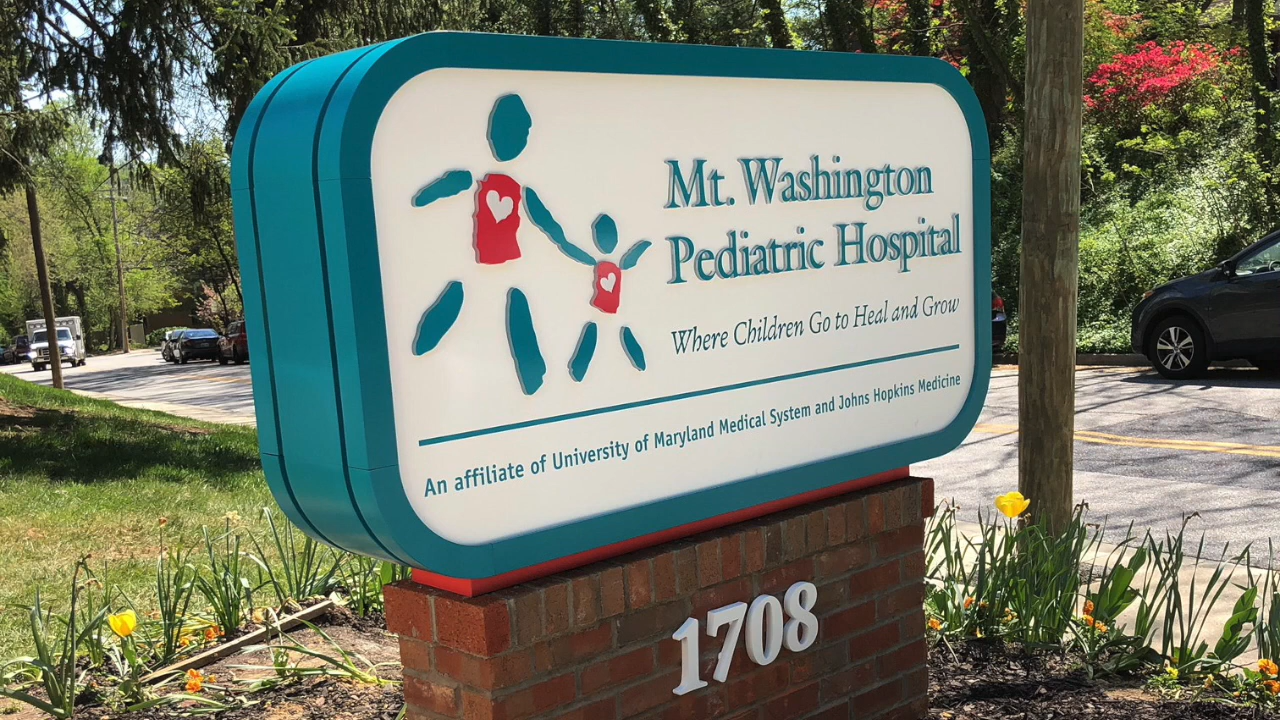 Mt. Washington
Pediatric Hospital
Where Children Go to Heal and Grow
An affiliate of University of Maryland Medical System and Johns Hopkins Medicine
1708